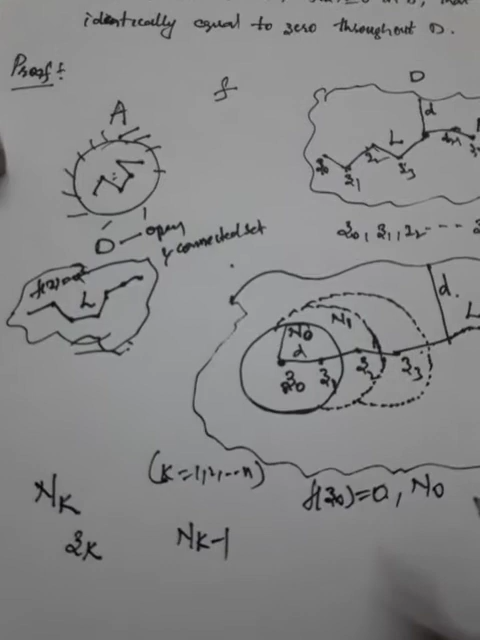 identically equal to zero throughout D.
Proof:
f
A
D
d
L
z0
z1
z2
z3
D — open
& connected set
z0, z1, z2 ----
f(z)=0
L
d.
L
N0
N1
d
z0
z1
z2
z3
(K=1,2,---n)
f(z0)=0, N0
NK
zK
NK-1